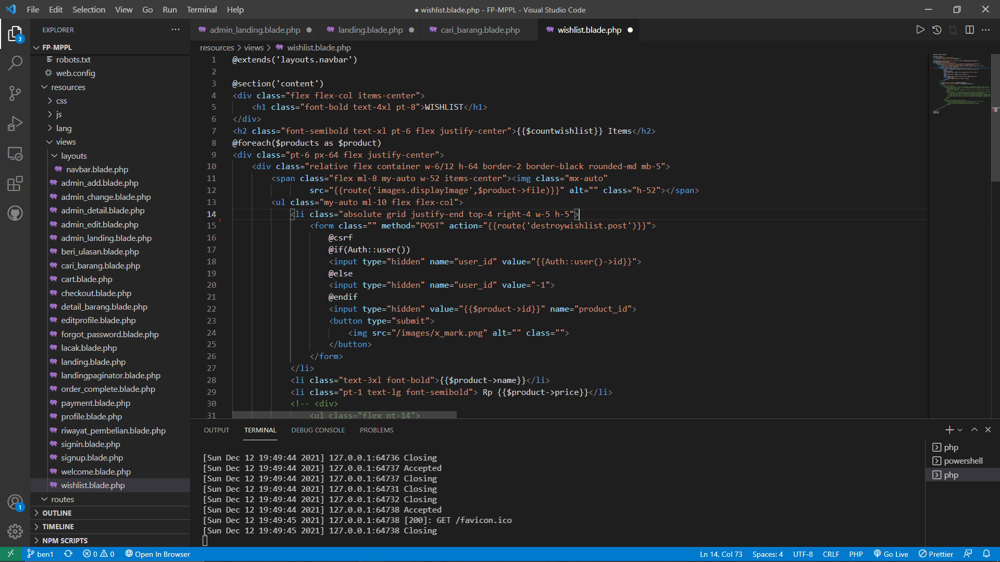 File Edit Selection View Go Run Terminal Help
● wishlist.blade.php - FP-MPPL - Visual Studio Code
EXPLORER
admin_landing.blade.php
landing.blade.php
cari_barang.blade.php
wishlist.blade.php
3
FP-MPPL
robots.txt
web.config
resources
css
js
lang
views
layouts
navbar.blade.php
admin_add.blade.php
admin_change.blade.php
admin_detail.blade.php
admin_edit.blade.php
admin_landing.blade.php
beri_ulasan.blade.php
cari_barang.blade.php
cart.blade.php
checkout.blade.php
detail_barang.blade.php
editprofile.blade.php
forgot_password.blade.php
lacak.blade.php
landing.blade.php
landingpaginator.blade.php
order_complete.blade.php
payment.blade.php
profile.blade.php
riwayat_pembelian.blade.php
signin.blade.php
signup.blade.php
welcome.blade.php
wishlist.blade.php
routes
OUTLINE
TIMELINE
NPM SCRIPTS
1
resources > views > wishlist.blade.php
1 @extends('layouts.navbar')
2
3 @section('content')
4 <div class="flex flex-col items-center">
5 <h1 class="font-bold text-4xl pt-8">WISHLIST</h1>
6 </div>
7 <h2 class="font-semibold text-xl pt-6 flex justify-center">{{$countwishlist}} Items</h2>
8 @foreach($products as $product)
9 <div class="pt-6 px-64 flex justify-center">
10 <div class="relative flex container w-6/12 h-64 border-2 border-black rounded-md mb-5">
11 <span class="flex ml-8 my-auto w-52 items-center"><img class="mx-auto"
12 src="{{route('images.displayImage',$product->file)}}" alt="" class="h-52"></span>
13 <ul class="my-auto ml-10 flex flex-col">
14 <li class="absolute grid justify-end top-4 right-4 w-5 h-5">
15 <form class="" method="POST" action="{{route('destroywishlist.post')}}">
16 @csrf
17 @if(Auth::user())
18 <input type="hidden" name="user_id" value="{{Auth::user()->id}}">
19 @else
20 <input type="hidden" name="user_id" value="-1">
21 @endif
22 <input type="hidden" value="{{$product->id}}" name="product_id">
23 <button type="submit">
24 <img src="/images/x_mark.png" alt="" class="">
25 </button>
26 </form>
27 </li>
28 <li class="text-3xl font-bold">{{$product->name}}</li>
29 <li class="pt-1 text-lg font-semibold"> Rp {{$product->price}}</li>
30 <!-- <div>
31 <ul class="flex pt-14">
OUTPUT TERMINAL DEBUG CONSOLE PROBLEMS
[Sun Dec 12 19:49:44 2021] 127.0.0.1:64736 Closing
[Sun Dec 12 19:49:44 2021] 127.0.0.1:64737 Accepted
[Sun Dec 12 19:49:44 2021] 127.0.0.1:64737 Closing
[Sun Dec 12 19:49:44 2021] 127.0.0.1:64731 Closing
[Sun Dec 12 19:49:44 2021] 127.0.0.1:64732 Closing
[Sun Dec 12 19:49:44 2021] 127.0.0.1:64738 Accepted
[Sun Dec 12 19:49:45 2021] 127.0.0.1:64738 [200]: GET /favicon.ico
[Sun Dec 12 19:49:45 2021] 127.0.0.1:64738 Closing
php
powershell
php
ben1 0 0 Open In Browser
Ln 14, Col 73 Spaces: 4 UTF-8 CRLF PHP Go Live Prettier